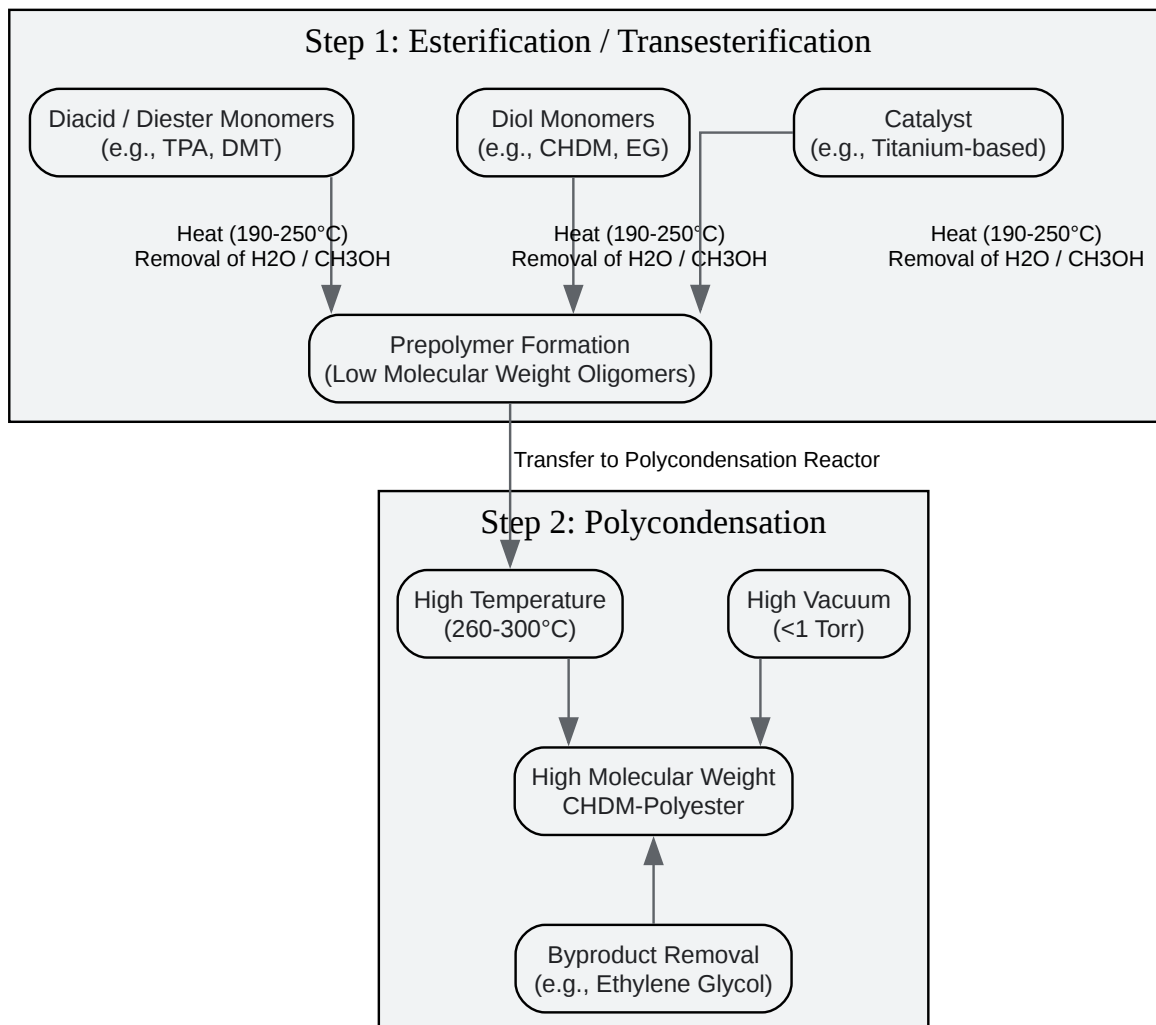 Step 1: Esterification / Transesterification
Diacid / Diester Monomers
(e.g., TPA, DMT)
Diol Monomers
(e.g., CHDM, EG)
Catalyst
(e.g., Titanium-based)
Heat (190-250°C)
Removal of H2O / CH3OH
Heat (190-250°C)
Removal of H2O / CH3OH
Heat (190-250°C)
Removal of H2O / CH3OH
Prepolymer Formation
(Low Molecular Weight Oligomers)
Transfer to Polycondensation Reactor
Step 2: Polycondensation
High Temperature
(260-300°C)
High Vacuum
(<1 Torr)
High Molecular Weight
CHDM-Polyester
Byproduct Removal
(e.g., Ethylene Glycol)